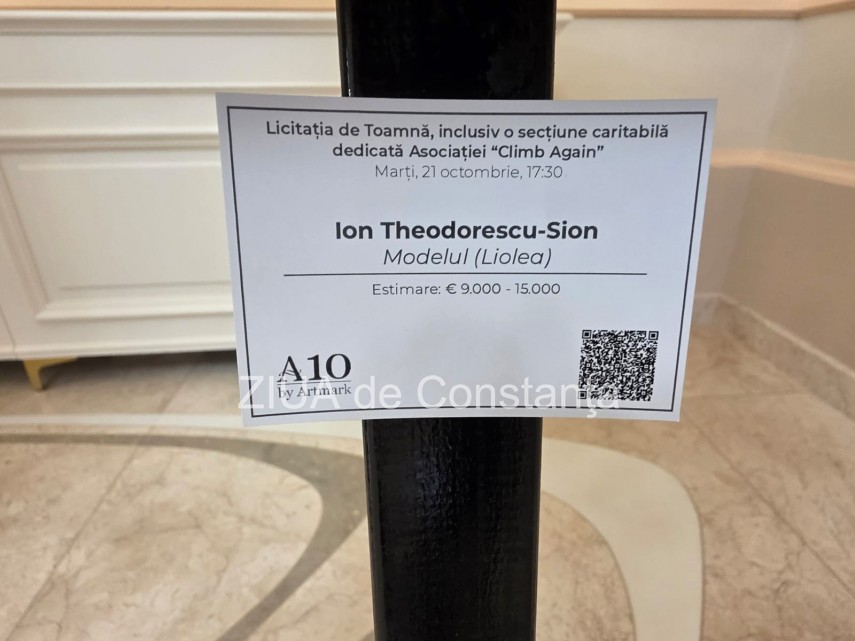 Licitația de Toamnă, inclusiv o secțiune caritabilă
dedicată Asociației “Climb Again”
Marți, 21 octombrie, 17:30
Ion Theodorescu-Sion
Modelul (Liolea)
Estimare: € 9.000 - 15.000
A10
by Artmark
ZIUA de Constanţa